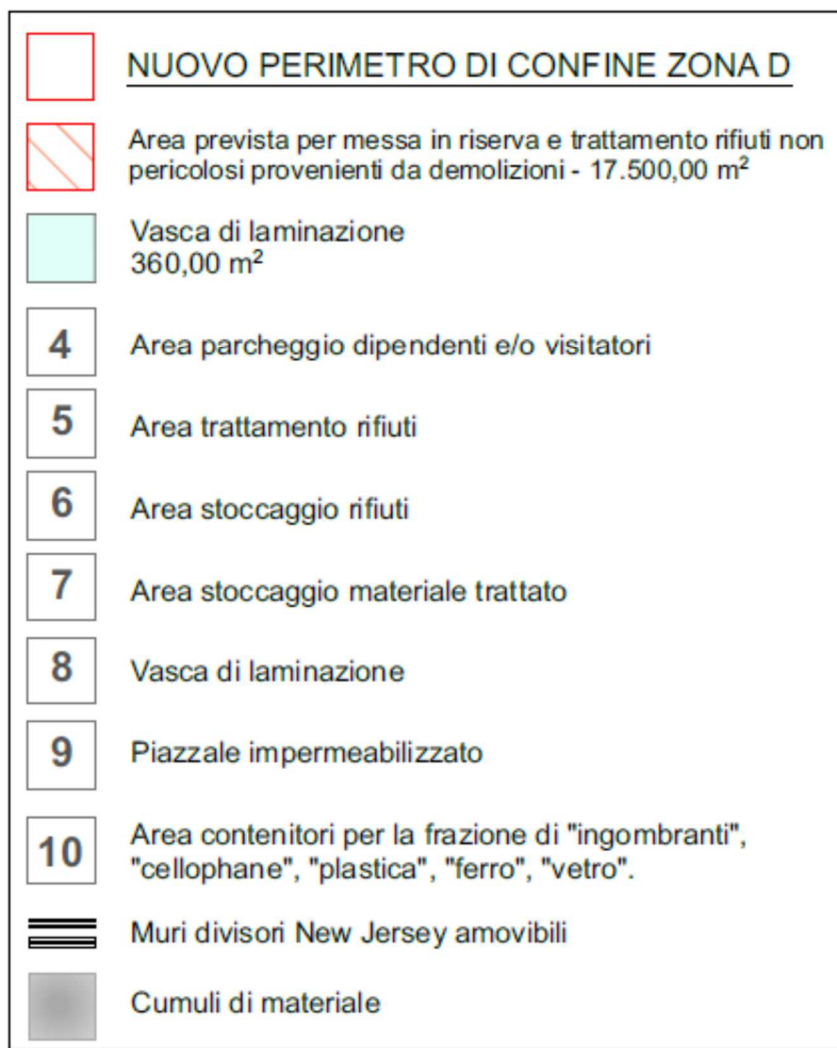 NUOVO PERIMETRO DI CONFINE ZONA D
Area prevista per messa in riserva e trattamento rifiuti non
pericolosi provenienti da demolizioni - 17.500,00 m²
Vasca di laminazione
360,00 m²
4 Area parcheggio dipendenti e/o visitatori
5 Area trattamento rifiuti
6 Area stoccaggio rifiuti
7 Area stoccaggio materiale trattato
8 Vasca di laminazione
9 Piazzale impermeabilizzato
10 Area contenitori per la frazione di "ingombranti",
"cellophane", "plastica", "ferro", "vetro".
Muri divisori New Jersey amovibili
Cumuli di materiale